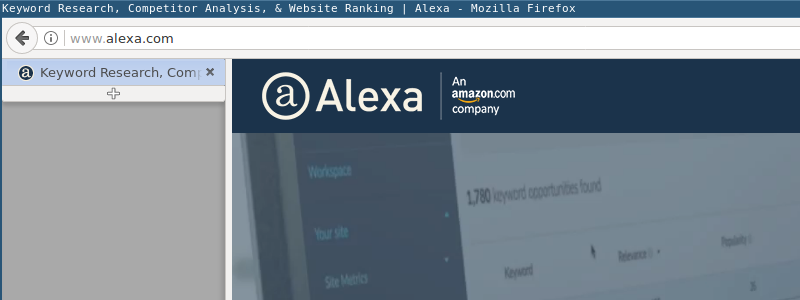 Keyword Research, Competitor Analysis, & Website Ranking | Alexa - Mozilla Firefox
www.alexa.com
Keyword Research, Comp
a Alexa
An
amazon.com
company
Workspace
1,780 keyword opportunities found
Your site
Site Metrics
Keyword
Relevance
Popularity